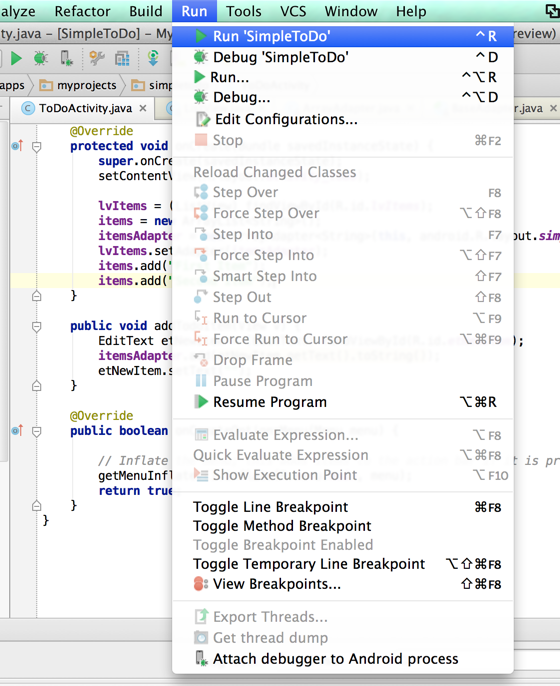 alyze Refactor Build Run Tools VCS Window Help
ty.java - [SimpleToDo] - My review)
apps myprojects sim
ToDoActivity.java .java
Run 'SimpleToDo' ^R
Debug 'SimpleToDo' ^D
Run... ^⌥R
Debug... ^⌥D
Edit Configurations...
Stop ⌘F2
Reload Changed Classes
Step Over F8
Force Step Over ⌥⇧F8
Step Into F7
Force Step Into ⌥⇧F7
Smart Step Into ⇧F7
Step Out ⇧F8
Run to Cursor ⌥F9
Force Run to Cursor ⌥⌘F9
Drop Frame
Pause Program
Resume Program ⌥⌘R
Evaluate Expression... ⌥F8
Quick Evaluate Expression ⌥⌘F8
Show Execution Point ⌥F10
Toggle Line Breakpoint ⌘F8
Toggle Method Breakpoint
Toggle Breakpoint Enabled
Toggle Temporary Line Breakpoint ⌥⇧⌘F8
View Breakpoints... ⇧⌘F8
Export Threads...
Get thread dump
Attach debugger to Android process
@Override
protected void
super.onCre
setContentV
lvItems = (
items = new
itemsAdapte out.sim
lvItems.set
items.add("
items.add("
}
public void add
EditText et );
itemsAdapte
etNewItem.s
}
@Override
public boolean
// Inflate t is pr
getMenuInfl
return true
}
}